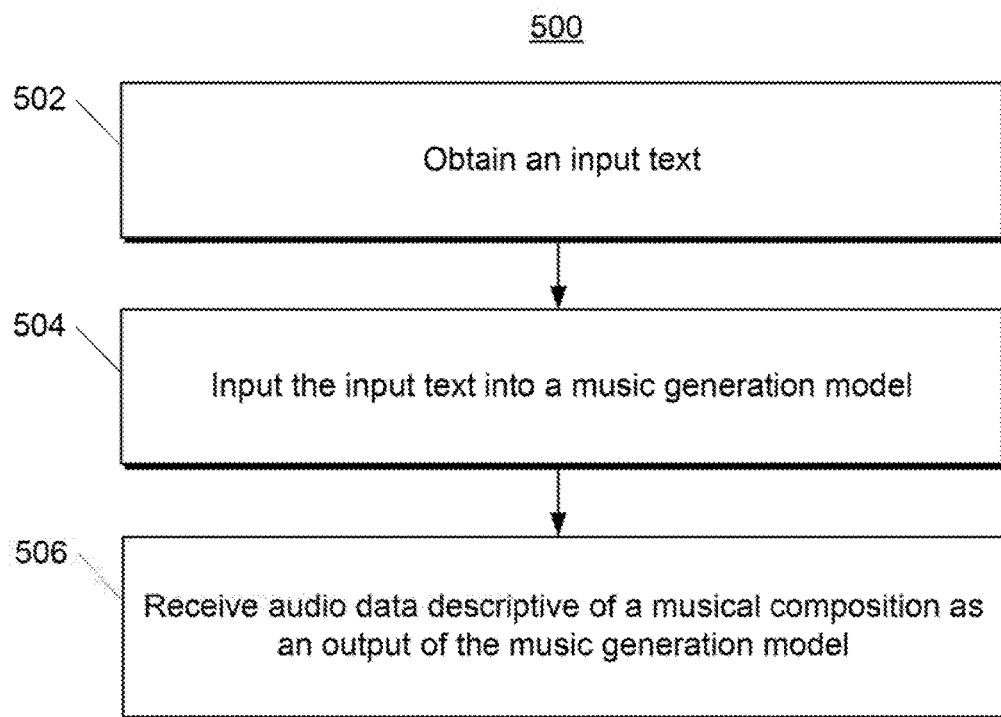 500
502
Obtain an input text
504
Input the input text into a music generation model
506
Receive audio data descriptive of a musical composition as
an output of the music generation model